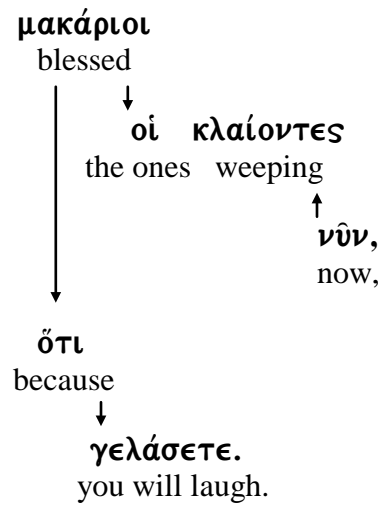 μακάριοι
blessed
οἱ κλαίοντες
the ones weeping
νῦν,
now,
ὅτι
because
γελάσετε.
you will laugh.